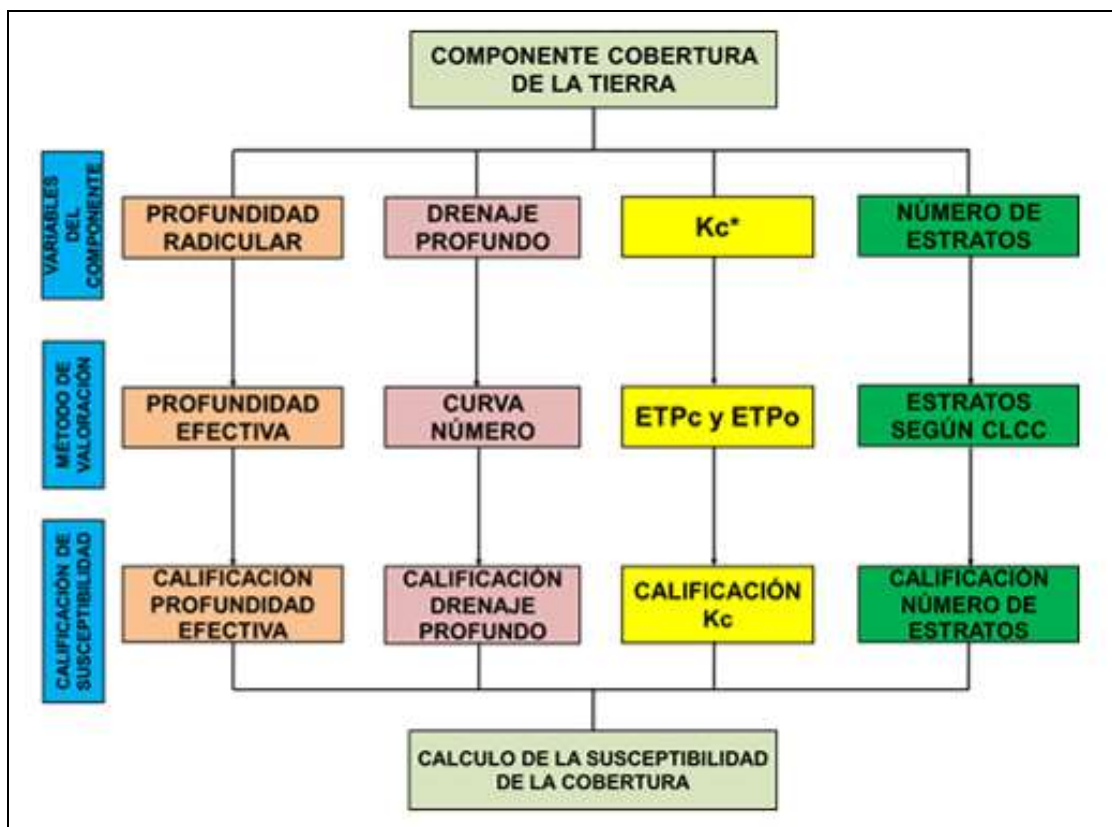 COMPONENTE COBERTURA
DE LA TIERRA
VARIABLES
DEL
COMPONENTE
PROFUNDIDAD
RADICULAR
DRENAJE
PROFUNDO
Kc*
NÚMERO DE
ESTRATOS
MÉTODO DE
VALORACIÓN
PROFUNDIDAD
EFECTIVA
CURVA
NÚMERO
ETPc y ETPo
ESTRATOS
SEGÚN CLCC
CALIFICACIÓN DE
SUSCEPTIBILIDAD
CALIFICACIÓN
PROFUNDIDAD
EFECTIVA
CALIFICACIÓN
DRENAJE
PROFUNDO
CALIFICACIÓN
Kc
CALIFICACIÓN
NÚMERO DE
ESTRATOS
CALCULO DE LA SUSCEPTIBILIDAD
DE LA COBERTURA